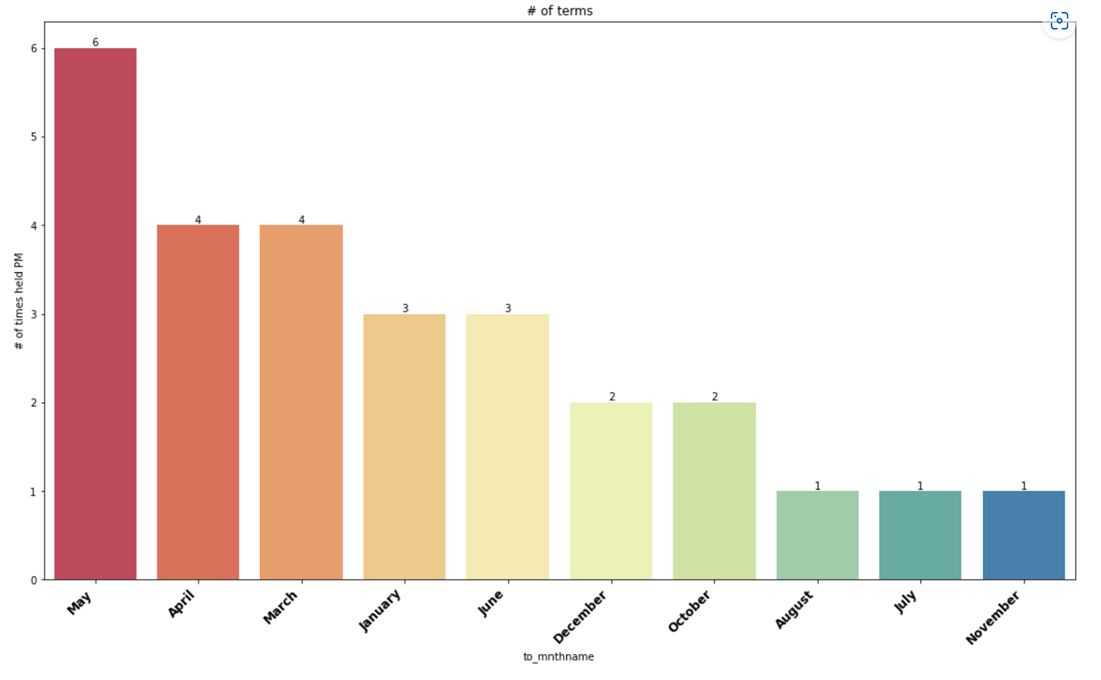 # of terms
# of times held PM
6
5
4
3
2
1
0
6
4
4
3
3
2
2
1
1
1
May
April
March
January
June
December
October
August
July
November
to_mnthname